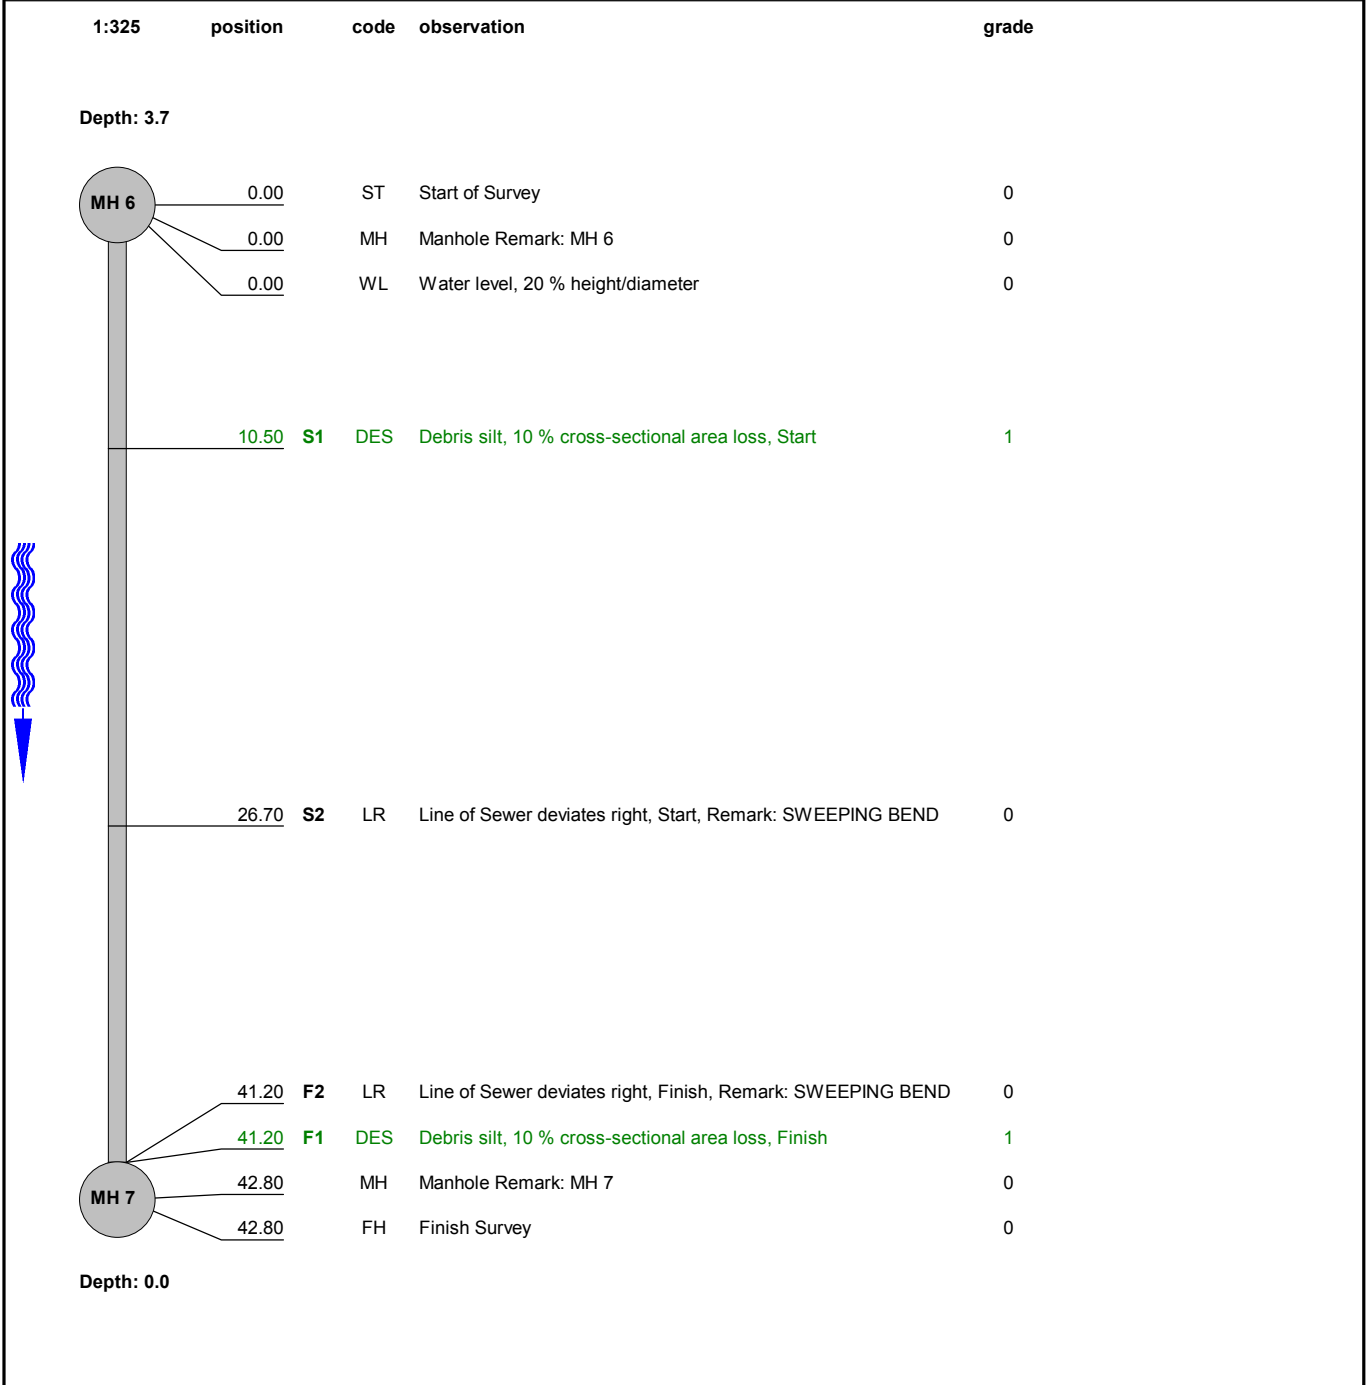 1:325 position code observation grade
Depth: 3.7
MH 6 0.00 ST Start of Survey 0
0.00 MH Manhole Remark: MH 6 0
0.00 WL Water level, 20 % height/diameter 0
10.50 S1 DES Debris silt, 10 % cross-sectional area loss, Start 1
26.70 S2 LR Line of Sewer deviates right, Start, Remark: SWEEPING BEND 0
41.20 F2 LR Line of Sewer deviates right, Finish, Remark: SWEEPING BEND 0
41.20 F1 DES Debris silt, 10 % cross-sectional area loss, Finish 1
42.80 MH Manhole Remark: MH 7 0
MH 7
42.80 FH Finish Survey 0
Depth: 0.0